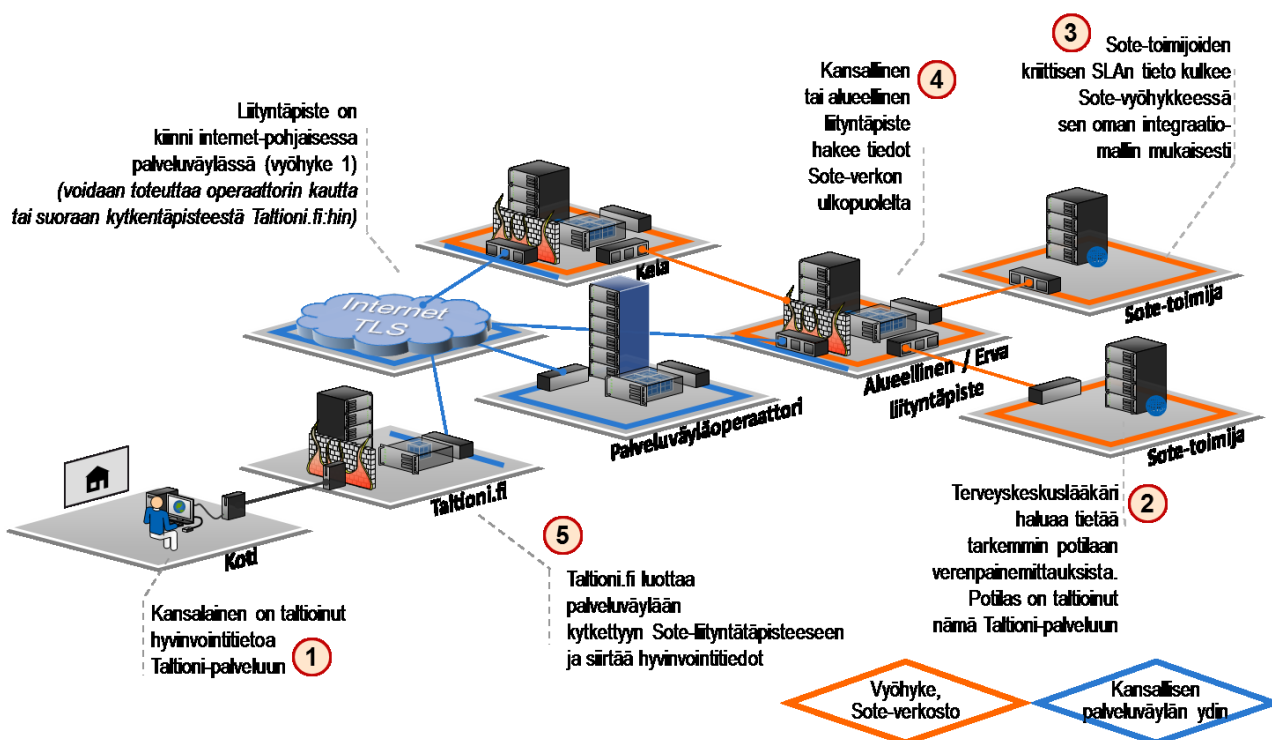 3
Sote-toimijoiden
kriittisen SLAn tieto kulkee
Sote-vyöhykkeessä
sen oman integraatio-
mallin mukaisesti
4
Kansallinen
tai alueellinen
liityntäpiste
hakee tiedot
Sote-verkon
ulkopuolelta
Liityntäpiste on
kiinni internet-pohjaisessa
palveluväylässä (vyöhyke 1)
(voidaan toteuttaa operaattorin kautta
tai suoraan kytkentäpisteestä Taltioni.fi:hin)
Kela
Internet
TLS
Sote-toimija
Alueellinen / Erva
liityntäpiste
Palveluväyläoperaattori
Sote-toimija
Taltioni.fi
Koti
2
Terveyskeskuslääkäri
haluaa tietää
tarkemmin potilaan
verenpainemittauksista.
Potilas on taltioinut
nämä Taltioni-palveluun
5
Taltioni.fi luottaa
palveluväylään
kytkettyyn Sote-liityntätäpisteeseen
ja siirtää hyvinvointitiedot
Kansalainen on taltioinut
hyvinvointitietoa
Taltioni-palveluun
1
Vyöhyke,
Sote-verkosto
Kansallisen
palveluväylän ydin